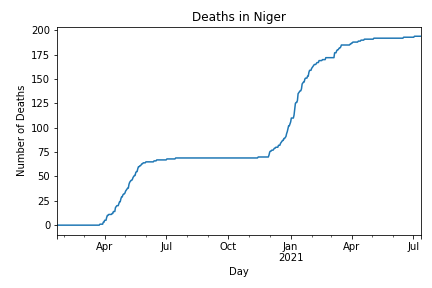 Deaths in Niger
Number of Deaths
200
175
150
125
100
75
50
25
0
Apr
Jul
Oct
Jan
2021
Apr
Jul
Day